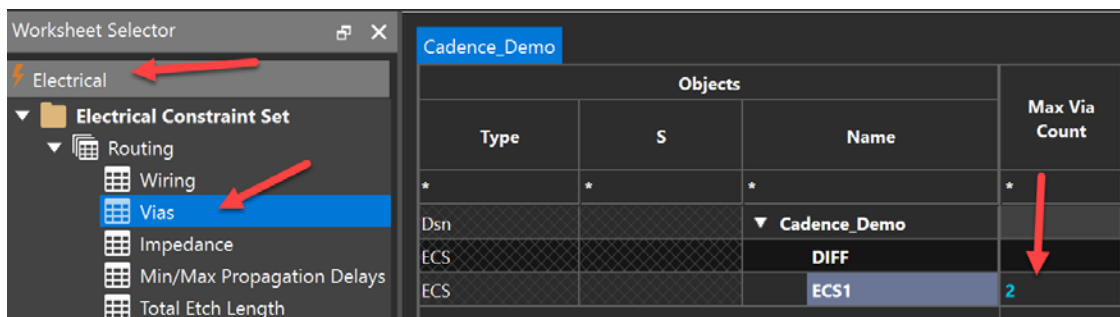 Worksheet Selector
Electrical
Electrical Constraint Set
Routing
Wiring
Vias
Impedance
Min/Max Propagation Delays
Total Etch Length
Cadence_Demo
Objects
Type S Name Max Via Count
* * * *
Dsn Cadence_Demo
ECS DIFF
ECS ECS1 2